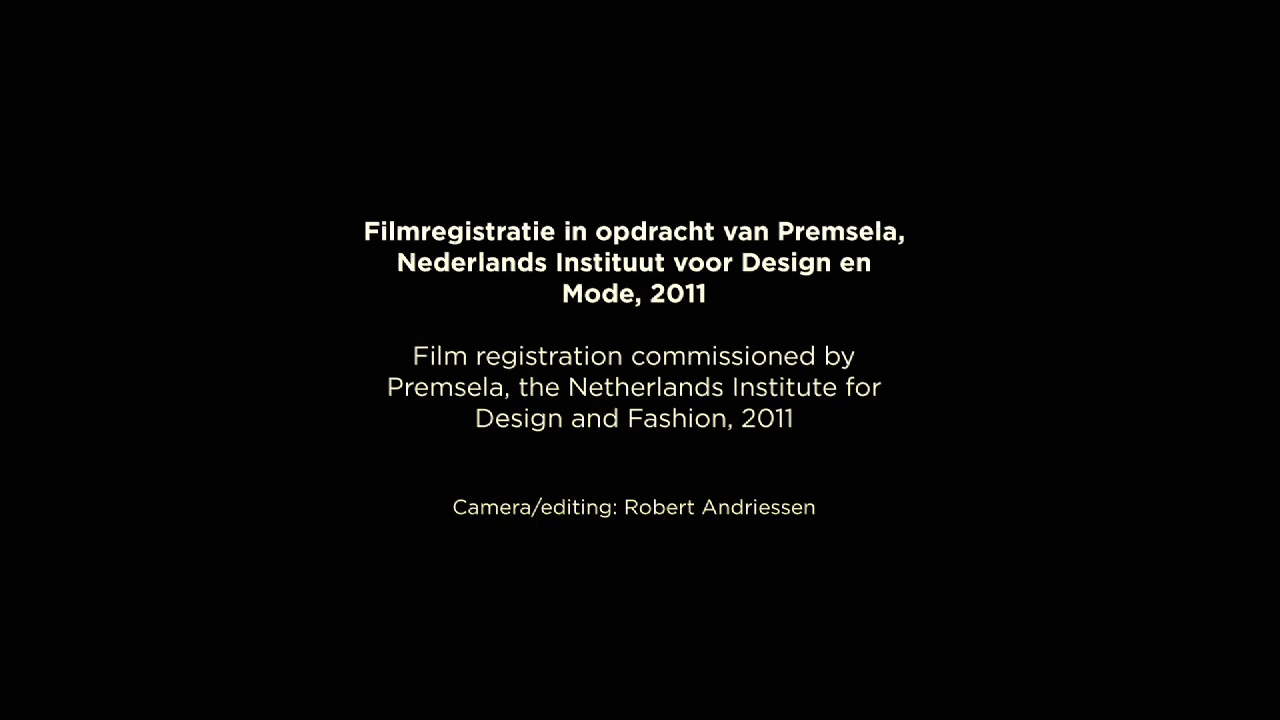 Filmregistratie in opdracht van Premsela,
Nederlands Instituut voor Design en
Mode, 2011
Film registration commissioned by
Premsela, the Netherlands Institute for
Design and Fashion, 2011
Camera/editing: Robert Andriessen